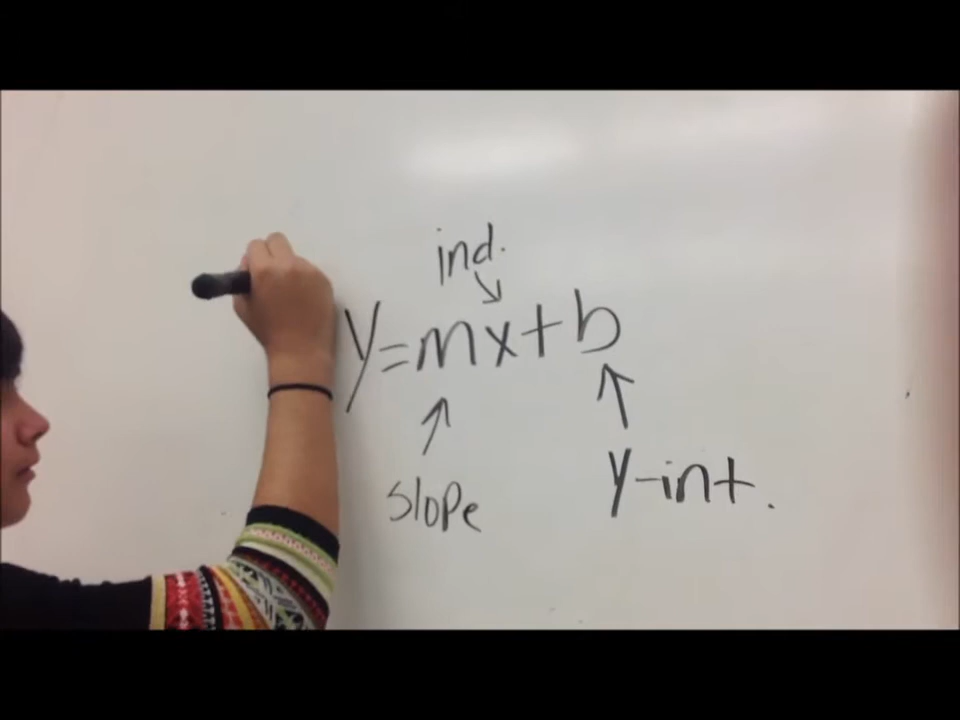 ind.
y=mx+b
slope
y-int.